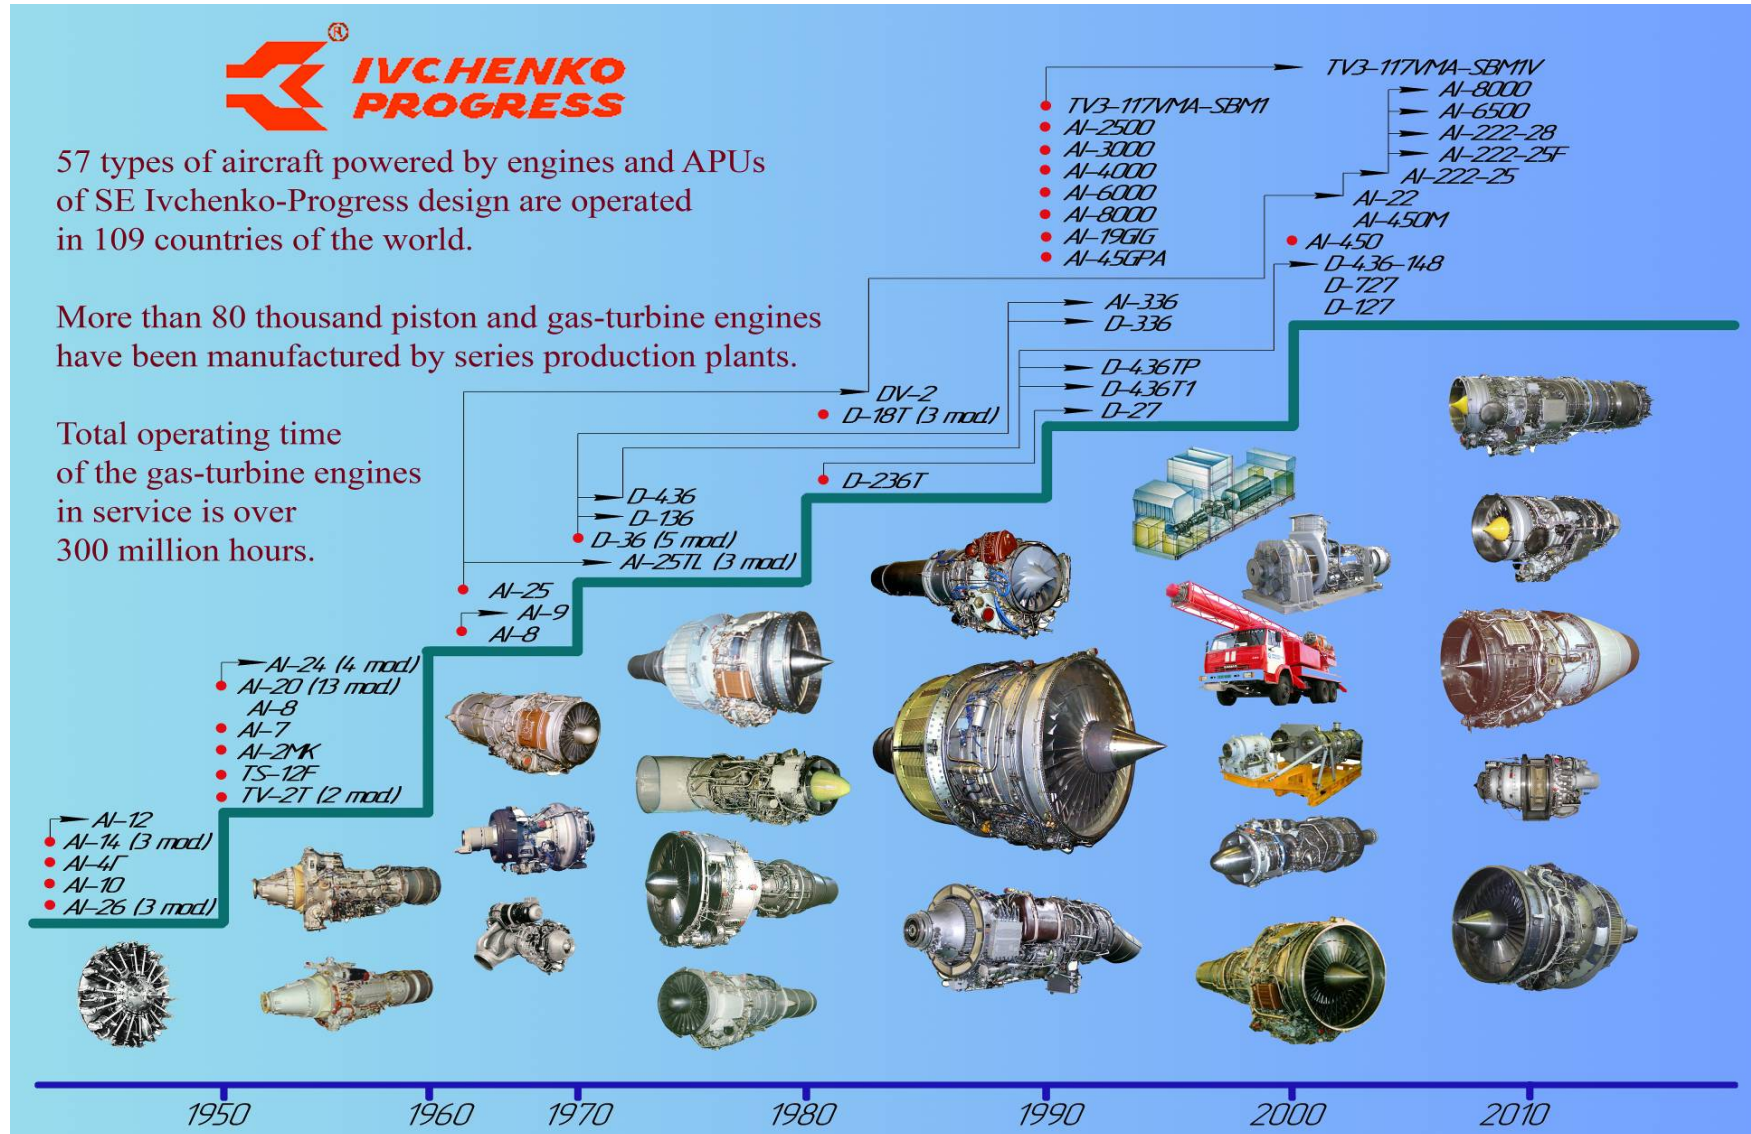 ®
IVCHENKO
PROGRESS
57 types of aircraft powered by engines and APUs
of SE Ivchenko-Progress design are operated
in 109 countries of the world.
More than 80 thousand piston and gas-turbine engines
have been manufactured by series production plants.
Total operating time
of the gas-turbine engines
in service is over
300 million hours.
TV3-117VMA-SBM1V
AI-8000
AI-6500
AI-222-28
AI-222-25F
AI-222-25
AI-22
AI-450M
AI-450
D-436-148
D-727
D-127
TV3-117VMA-SBM1
AI-2500
AI-3000
AI-4000
AI-6000
AI-8000
AI-19GIG
AI-45GPA
AI-336
D-336
D-436TP
D-436T1
D-27
DV-2
D-18T (3 mod.)
D-236T
D-436
D-136
D-36 (5 mod.)
AI-25TL (3 mod.)
AI-25
AI-9
AI-8
AI-24 (4 mod.)
AI-20 (13 mod.)
AI-8
AI-7
AI-2MK
TS-12F
TV-2T (2 mod.)
AI-12
AI-14 (3 mod.)
AI-4Г
AI-10
AI-26 (3 mod.)
1950
1960
1970
1980
1990
2000
2010